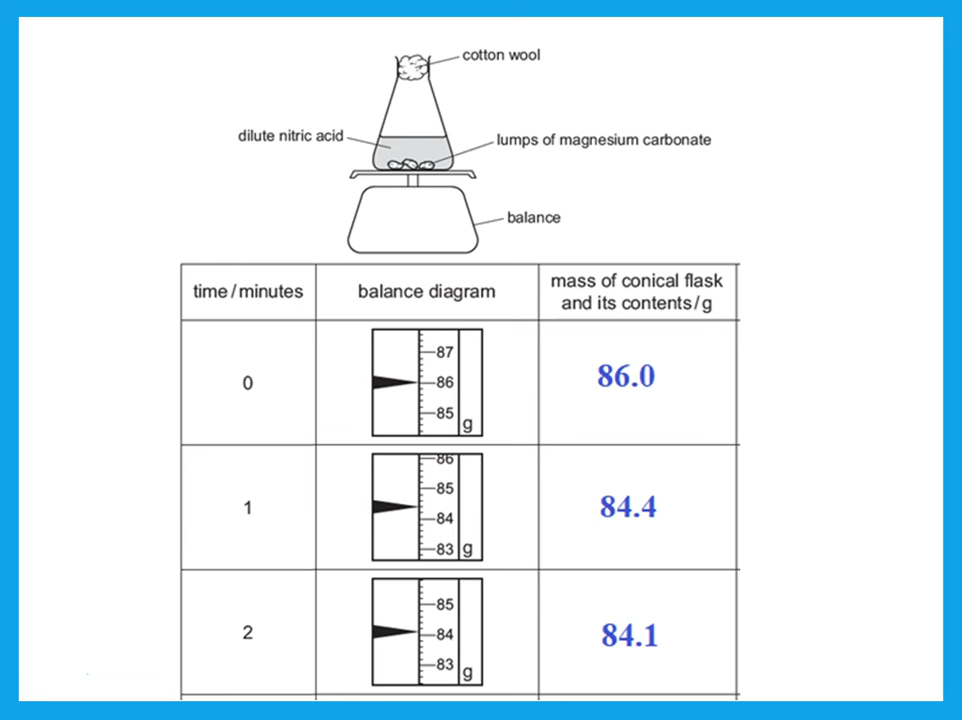 cotton wool
dilute nitric acid
lumps of magnesium carbonate
balance
time / minutes
balance diagram
mass of conical flask
and its contents / g
0
87
86
85
g
86.0
1
86
85
84
83
g
84.4
2
85
84
83
g
84.1